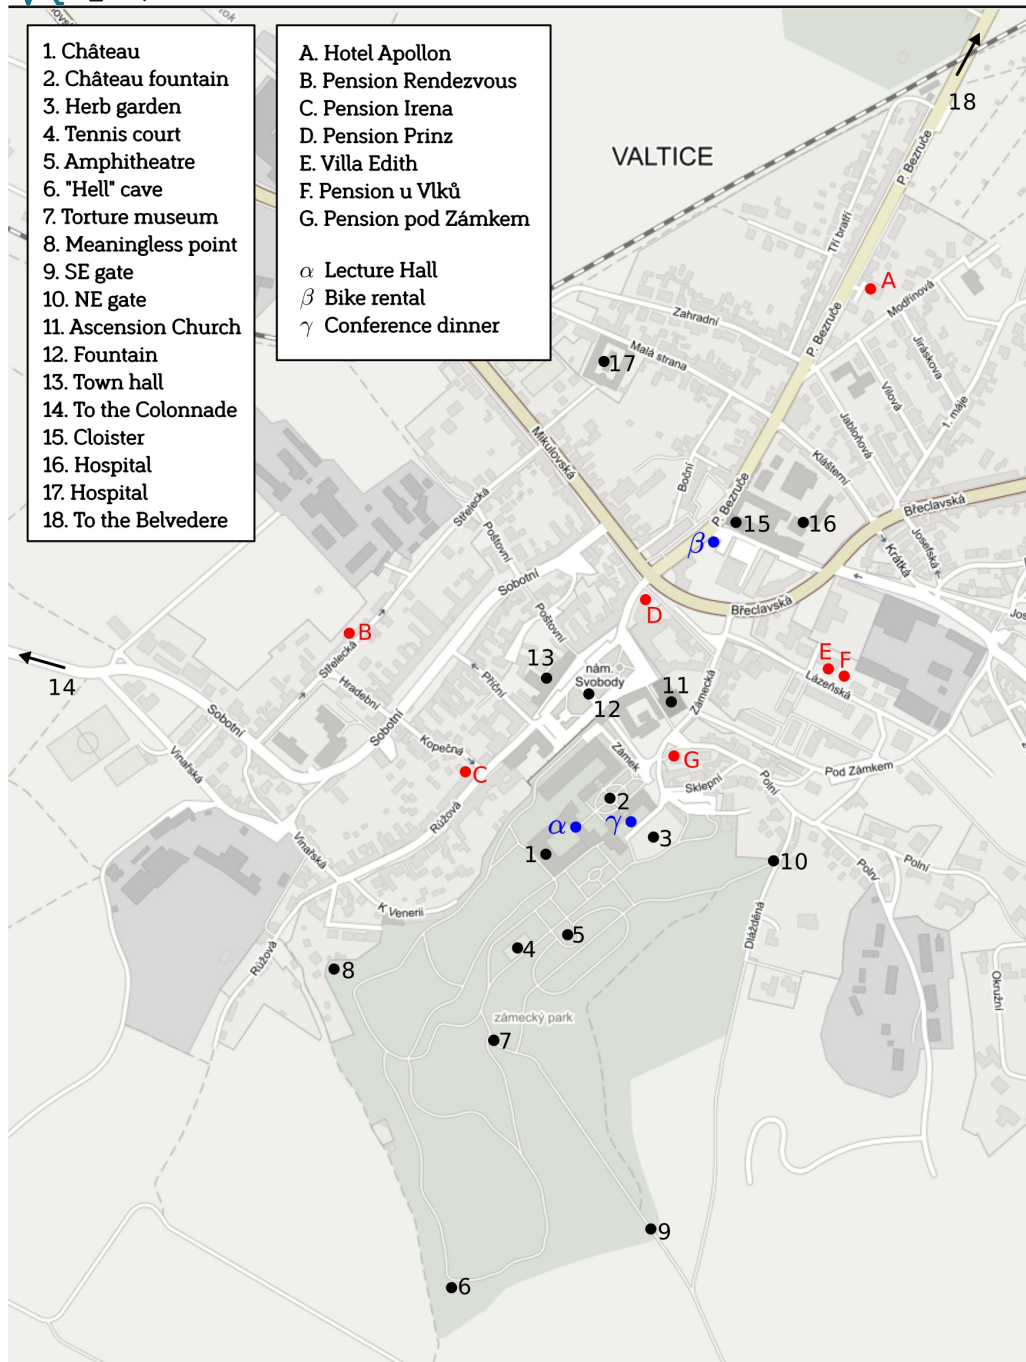 1. Château
2. Château fountain
3. Herb garden
4. Tennis court
5. Amphitheatre
6. "Hell" cave
7. Torture museum
8. Meaningless point
9. SE gate
10. NE gate
11. Ascension Church
12. Fountain
13. Town hall
14. To the Colonnade
15. Cloister
16. Hospital
17. Hospital
18. To the Belvedere
A. Hotel Apollon
B. Pension Rendezvous
C. Pension Irena
D. Pension Prinz
E. Villa Edith
F. Pension u Vlků
G. Pension pod Zámkem
α Lecture Hall
β Bike rental
γ Conference dinner
18
VALTICE
P. Bezruče
Tří bratří
A
Modřínová
Zahradní
P. Bezruče
Malá strana
17
Jiráskova
Vilová
1. máje
Jabloňová
Mikulovská
Klášterní
Boční
P. Bezruče
Střelecká
Břeclavská
15
16
β
Poštovní
Krátká
Josefská
Sobotní
Břeclavská
D
Poštovní
B
Střelecká
13
nám.
Svobody
E
F
Lázeňská
14
Příční
11
12
Zámecká
Hradební
Sobotní
Sobotní
Kopečná
Zámek
G
Vinařská
C
Sklepní
Polní
Pod Zámkem
2
Růžová
α
γ
3
1
10
Vinařská
Polní
Polní
K Venerii
Dlážděná
5
4
Růžová
8
Okružní
zámecký park
7
9
6